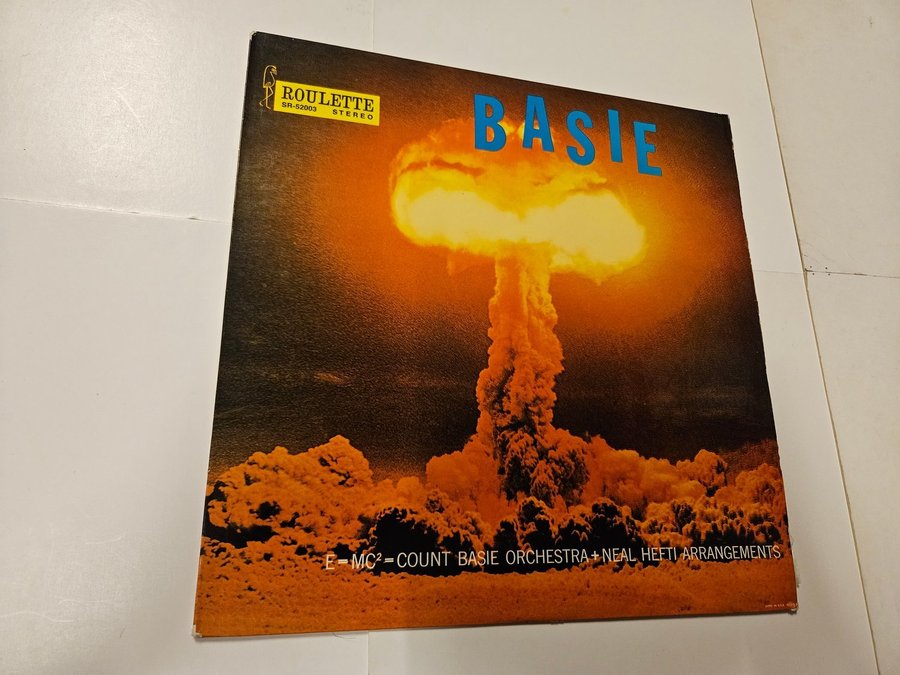 ROULETTE
SR-52003 STEREO
BASIE
E=MC²=COUNT BASIE ORCHESTRA+NEAL HEFTI ARRANGEMENTS